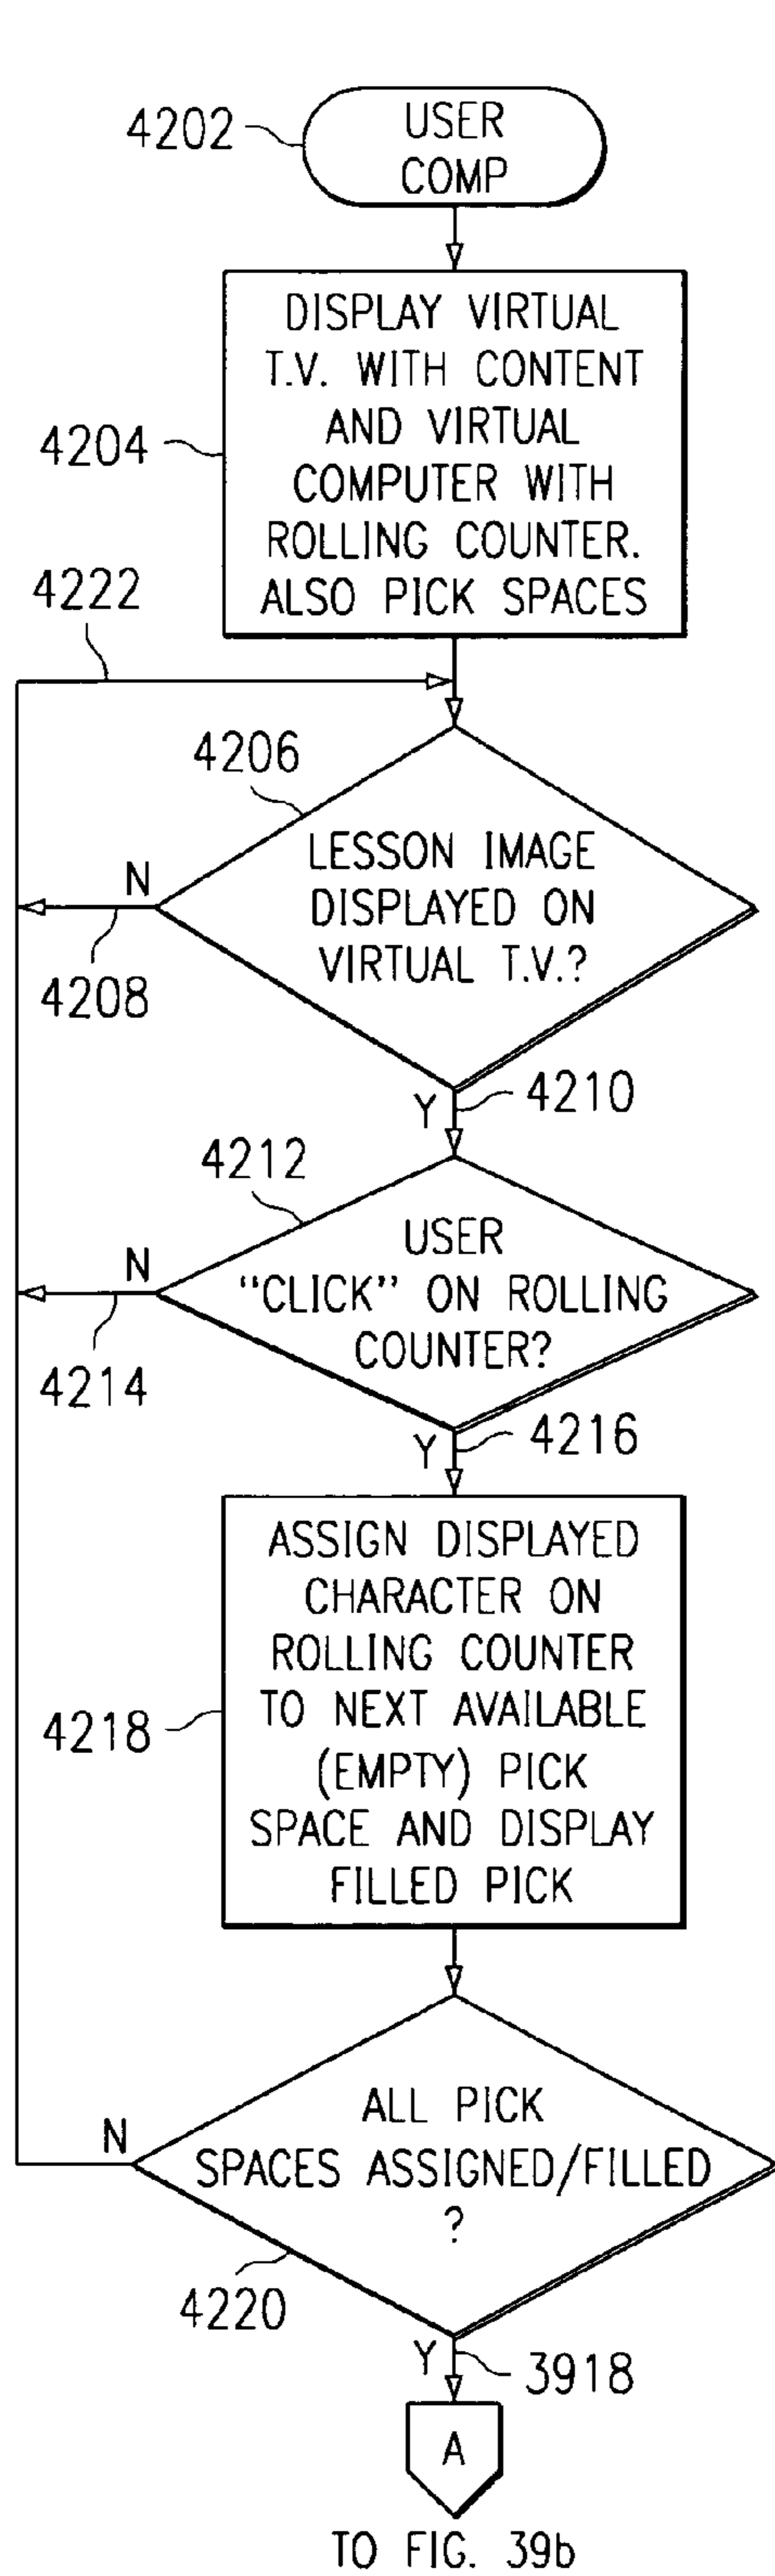 4202
USER
COMP
4204
DISPLAY VIRTUAL
T.V. WITH CONTENT
AND VIRTUAL
COMPUTER WITH
ROLLING COUNTER.
ALSO PICK SPACES
4222
4206
LESSON IMAGE
DISPLAYED ON
VIRTUAL T.V.?
N
4208
Y
4210
4212
USER
“CLICK” ON ROLLING
COUNTER?
N
4214
Y
4216
4218
ASSIGN DISPLAYED
CHARACTER ON
ROLLING COUNTER
TO NEXT AVAILABLE
(EMPTY) PICK
SPACE AND DISPLAY
FILLED PICK
N
ALL PICK
SPACES ASSIGNED/FILLED
?
4220
Y
3918
A
TO FIG. 39b